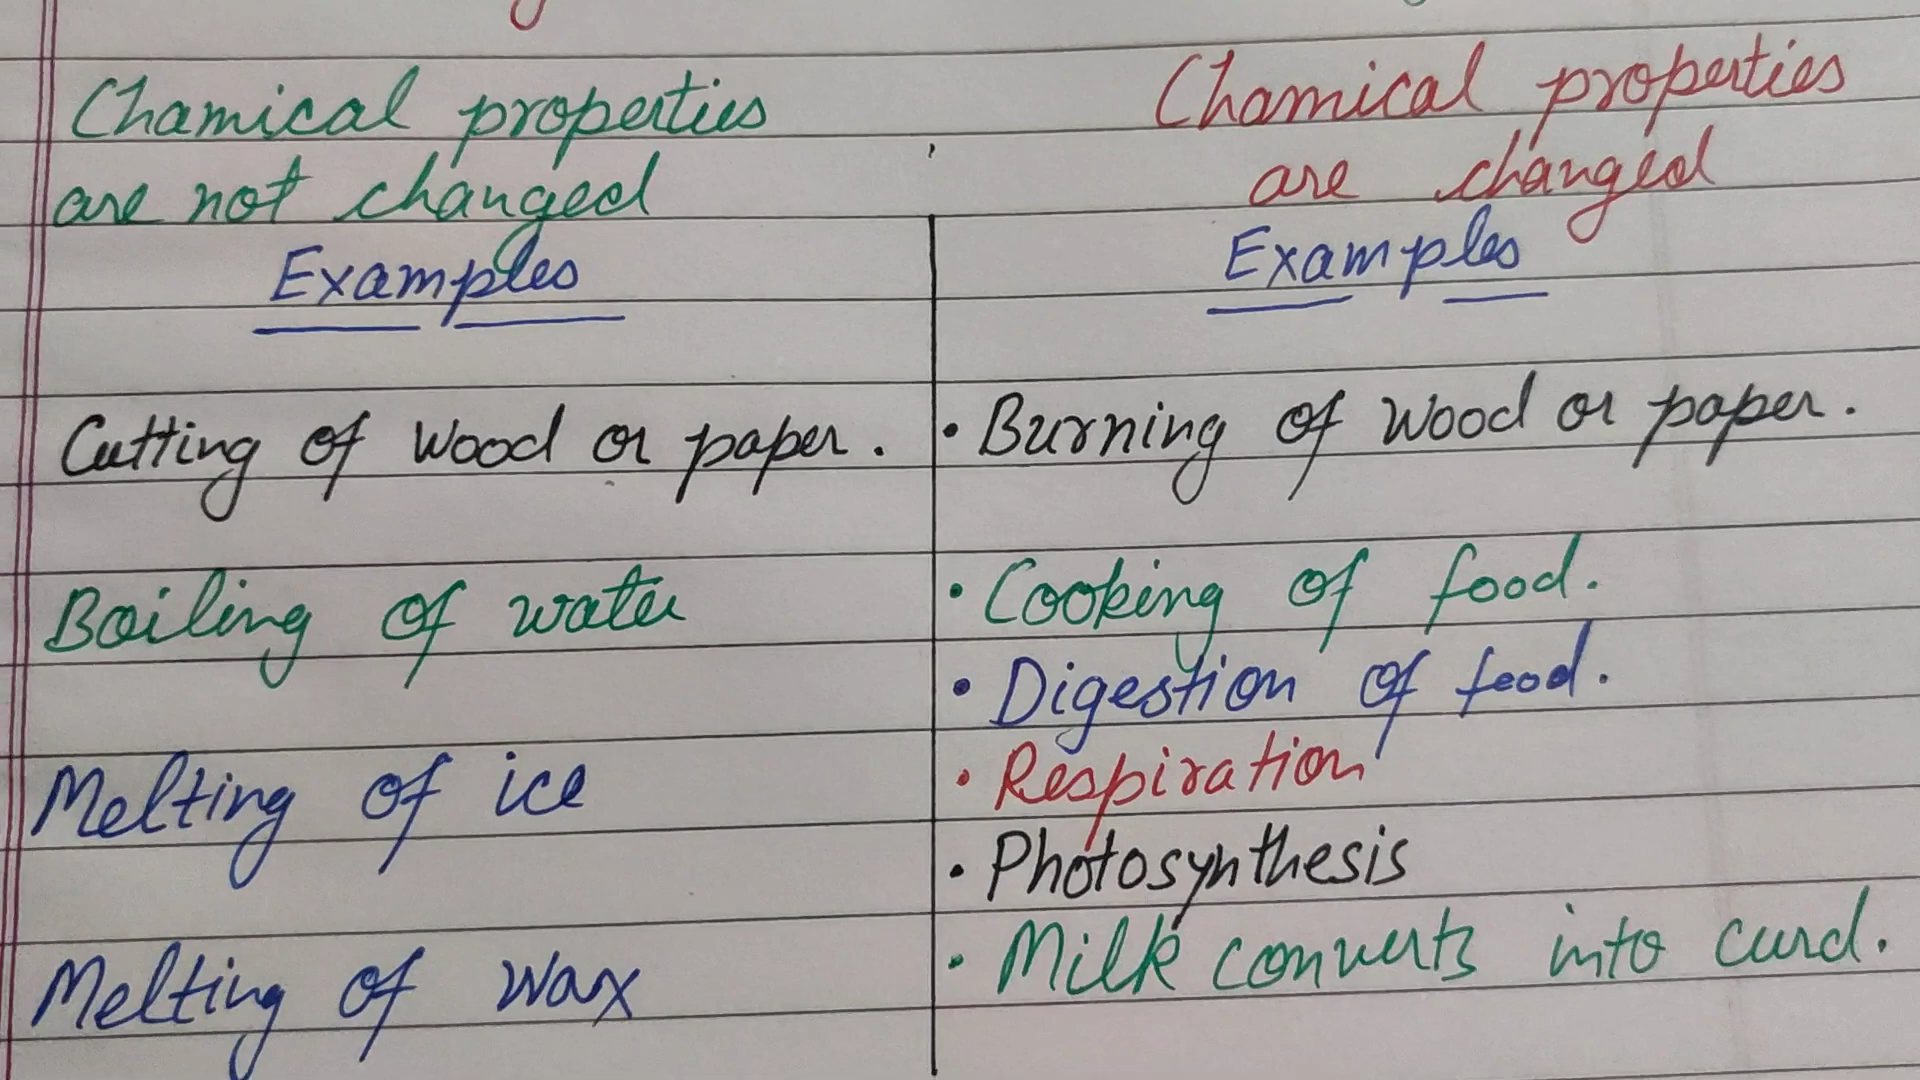 Chamical properties
are not changed
Examples
Cutting of wood or paper.
Boiling of water
Melting of ice
Melting of wax
Chamical properties
are changed
Examples
• Burning of wood or paper.
• Cooking of food.
• Digestion of food.
• Respiration
• Photosynthesis
• Milk converts into curd.